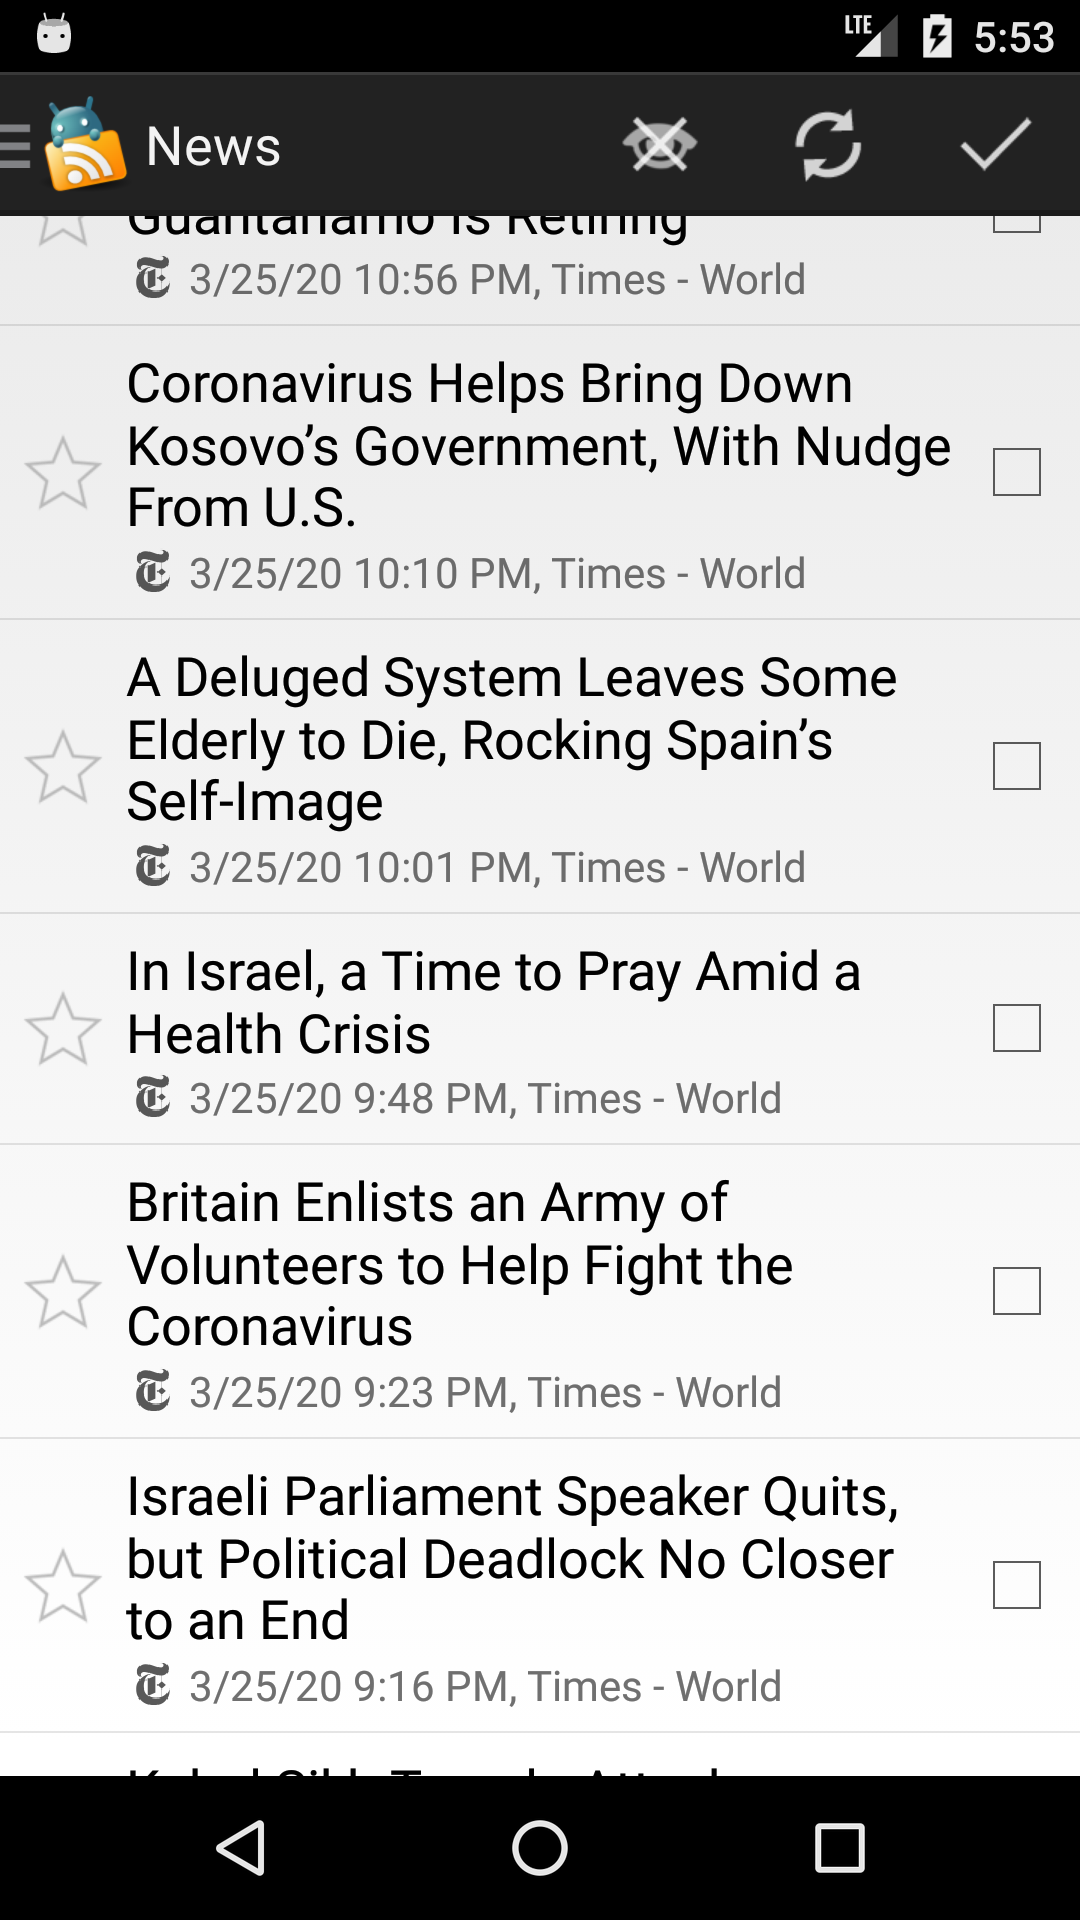 LTE 5:53
News
Guantánamo Is Retiring
3/25/20 10:56 PM, Times - World
Coronavirus Helps Bring Down
Kosovo’s Government, With Nudge
From U.S.
3/25/20 10:10 PM, Times - World
A Deluged System Leaves Some
Elderly to Die, Rocking Spain’s
Self-Image
3/25/20 10:01 PM, Times - World
In Israel, a Time to Pray Amid a
Health Crisis
3/25/20 9:48 PM, Times - World
Britain Enlists an Army of
Volunteers to Help Fight the
Coronavirus
3/25/20 9:23 PM, Times - World
Israeli Parliament Speaker Quits,
but Political Deadlock No Closer
to an End
3/25/20 9:16 PM, Times - World